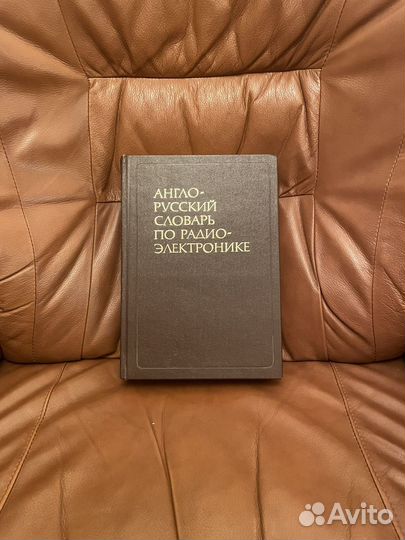 АНГЛО-
РУССКИЙ
СЛОВАРЬ
ПО РАДИО-
ЭЛЕКТРОНИКЕ
Avito